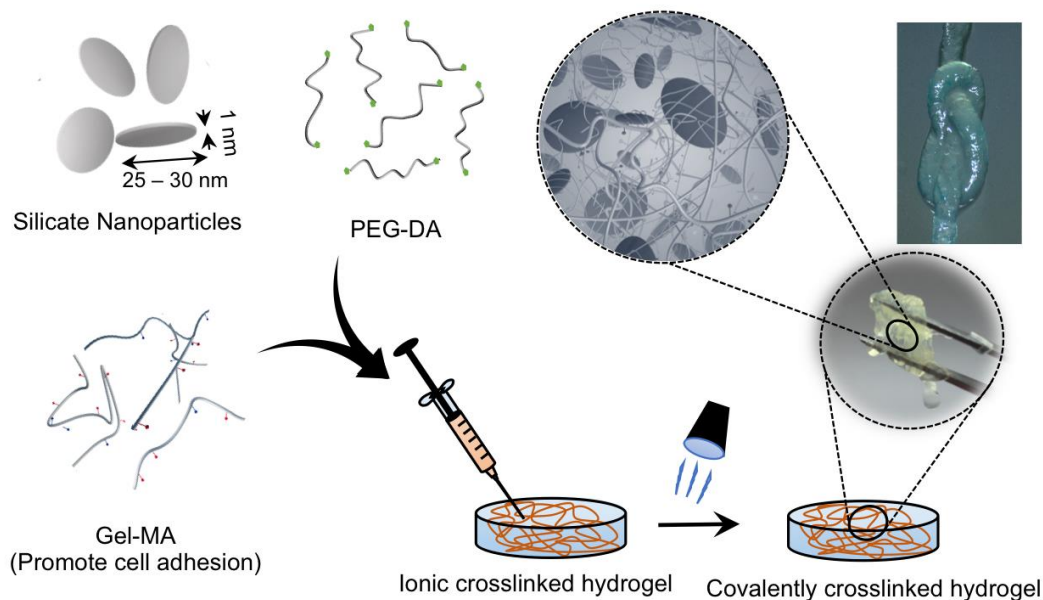 1 nm
25 – 30 nm
Silicate Nanoparticles
PEG-DA
Gel-MA
(Promote cell adhesion)
Ionic crosslinked hydrogel
Covalently crosslinked hydrogel